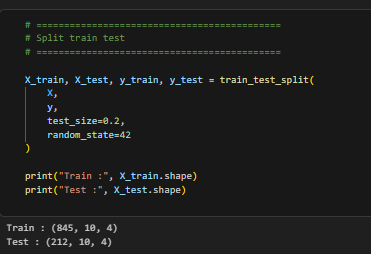 # ===========================================
# Split train test
# ===========================================
X_train, X_test, y_train, y_test = train_test_split(
X,
y,
test_size=0.2,
random_state=42
)
print("Train :", X_train.shape)
print("Test :", X_test.shape)
Train : (845, 10, 4)
Test : (212, 10, 4)